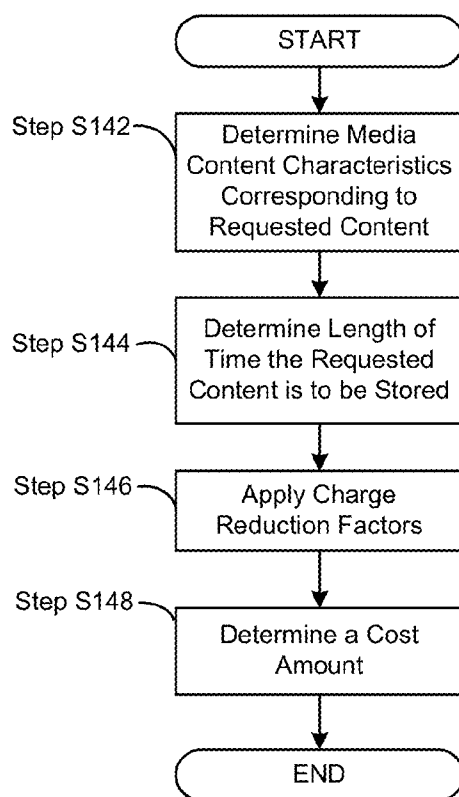 START
Step S142
Determine Media
Content Characteristics
Corresponding to
Requested Content
Step S144
Determine Length of
Time the Requested
Content is to be Stored
Step S146
Apply Charge
Reduction Factors
Step S148
Determine a Cost
Amount
END